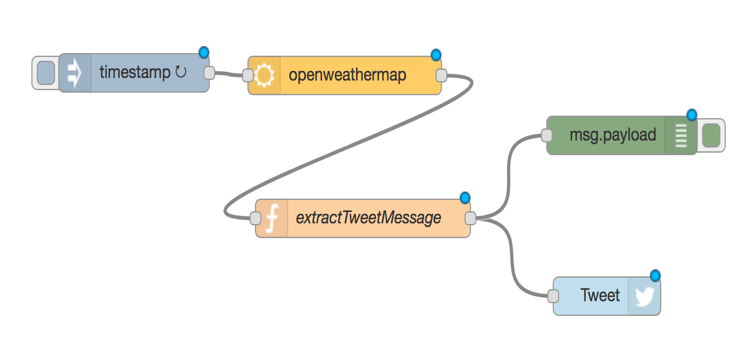 timestamp ↻
openweathermap
msg.payload
extractTweetMessage
Tweet